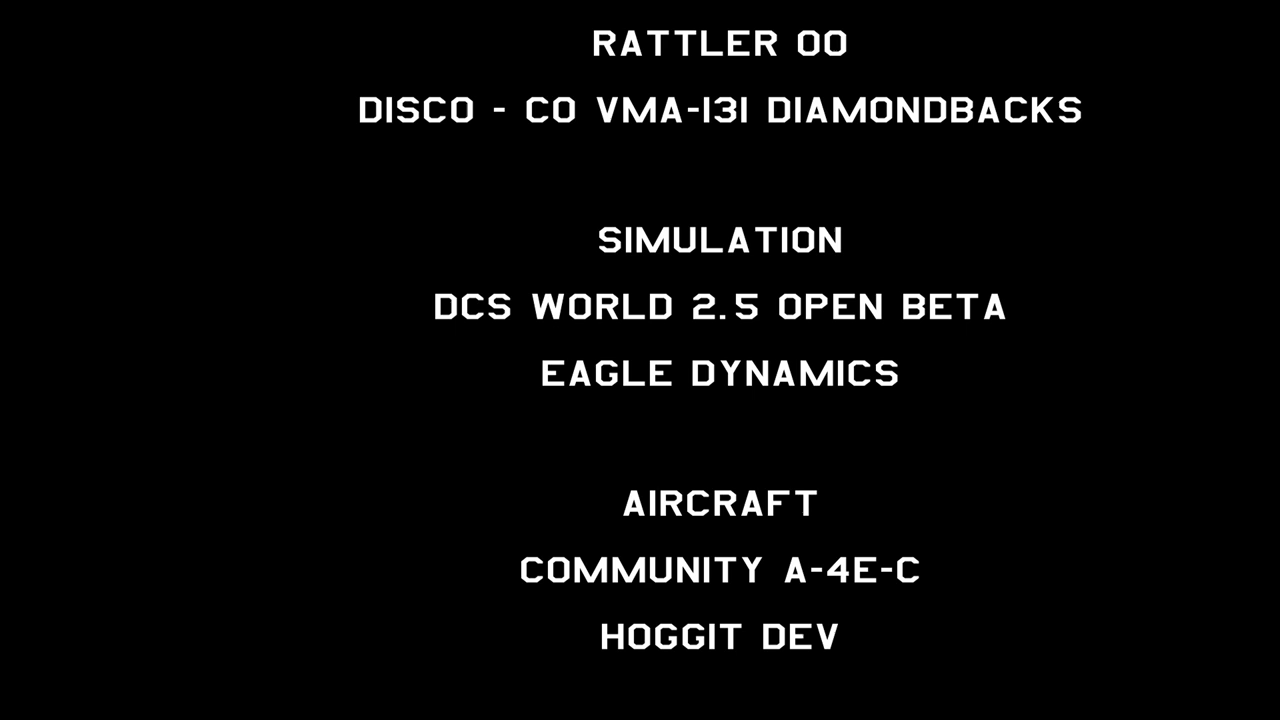 RATTLER 00
DISCO - CO VMA-131 DIAMONDBACKS
SIMULATION
DCS WORLD 2.5 OPEN BETA
EAGLE DYNAMICS
AIRCRAFT
COMMUNITY A-4E-C
HOGGIT DEV